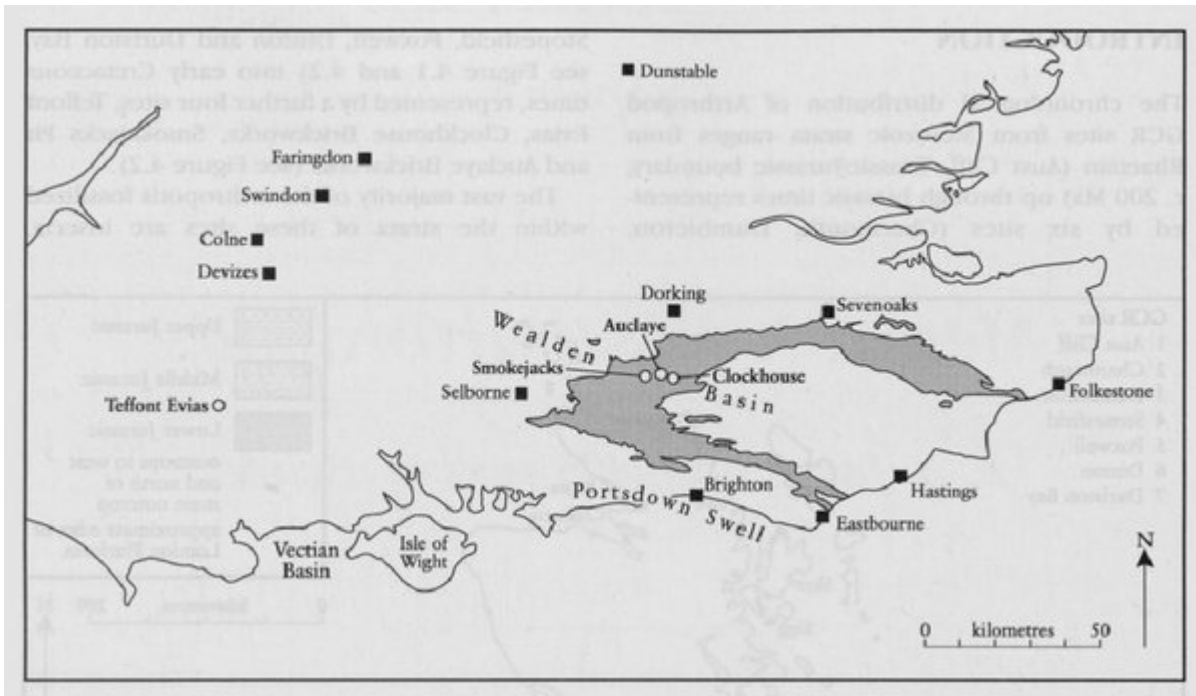 Dunstable
Faringdon
Swindon
Colne
Devizes
Dorking
Sevenoaks
Auclaye
Wealden
Smokejacks
Clockhouse
Basin
Selborne
Folkestone
Teffont Evias
Hastings
Brighton
Portsdown Swell
Eastbourne
Isle of
Wight
Vectian
Basin
N
0 kilometres 50